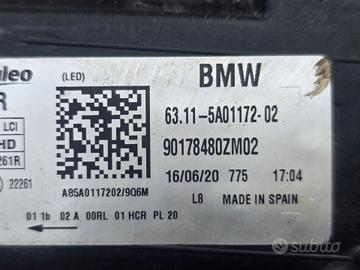 aleo
(LED)
BMW
R
LCI
HD
261R
22261
63.11-5A01172-02
90178480ZM02
A85A0117202/9Q6M
16/06/20 775 17:04
L8 MADE IN SPAIN
01 1b 02 A 00RL 01 HCR PL 20
subito